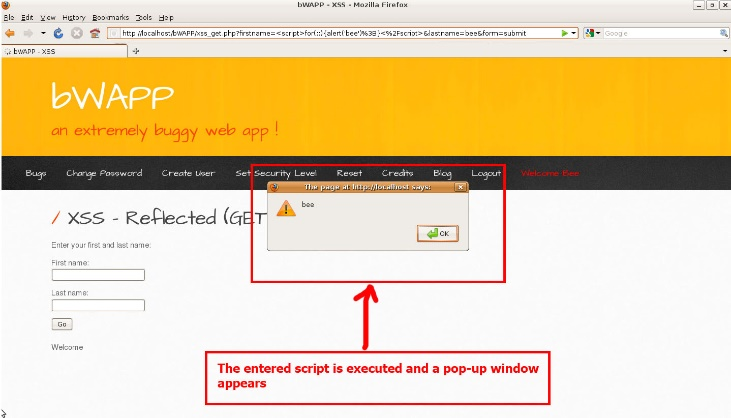 bWAPP - XSS - Mozilla Firefox
File Edit View History Bookmarks Tools Help
http://localhost/bWAPP/xss_get.php?firstname=<script>for(;;){alert('bee')%3B}<%2Fscript>&lastname=bee&form=submit
Google
bWAPP - XSS
bWAPP
an extremely buggy web app !
Bugs Change Password Create User Set Security Level Reset Credits Blog Logout Welcome Bee
The page at http://localhost says:
bee
OK
/ XSS - Reflected (GET
Enter your first and last name:
First name:
Last name:
Go
Welcome
The entered script is executed and a pop-up window
appears